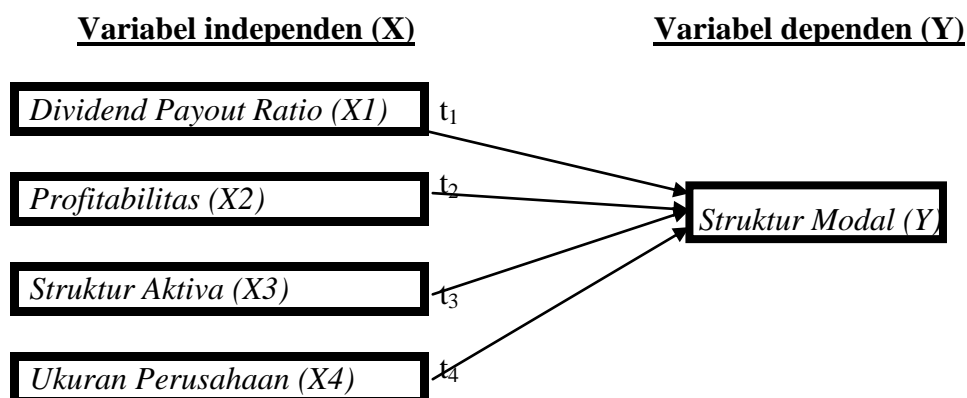 Variabel independen (X) Variabel dependen (Y)
Dividend Payout Ratio (X1) t₁
Profitabilitas (X2) t₂
Struktur Modal (Y)
Struktur Aktiva (X3) t₃
Ukuran Perusahaan (X4) t₄